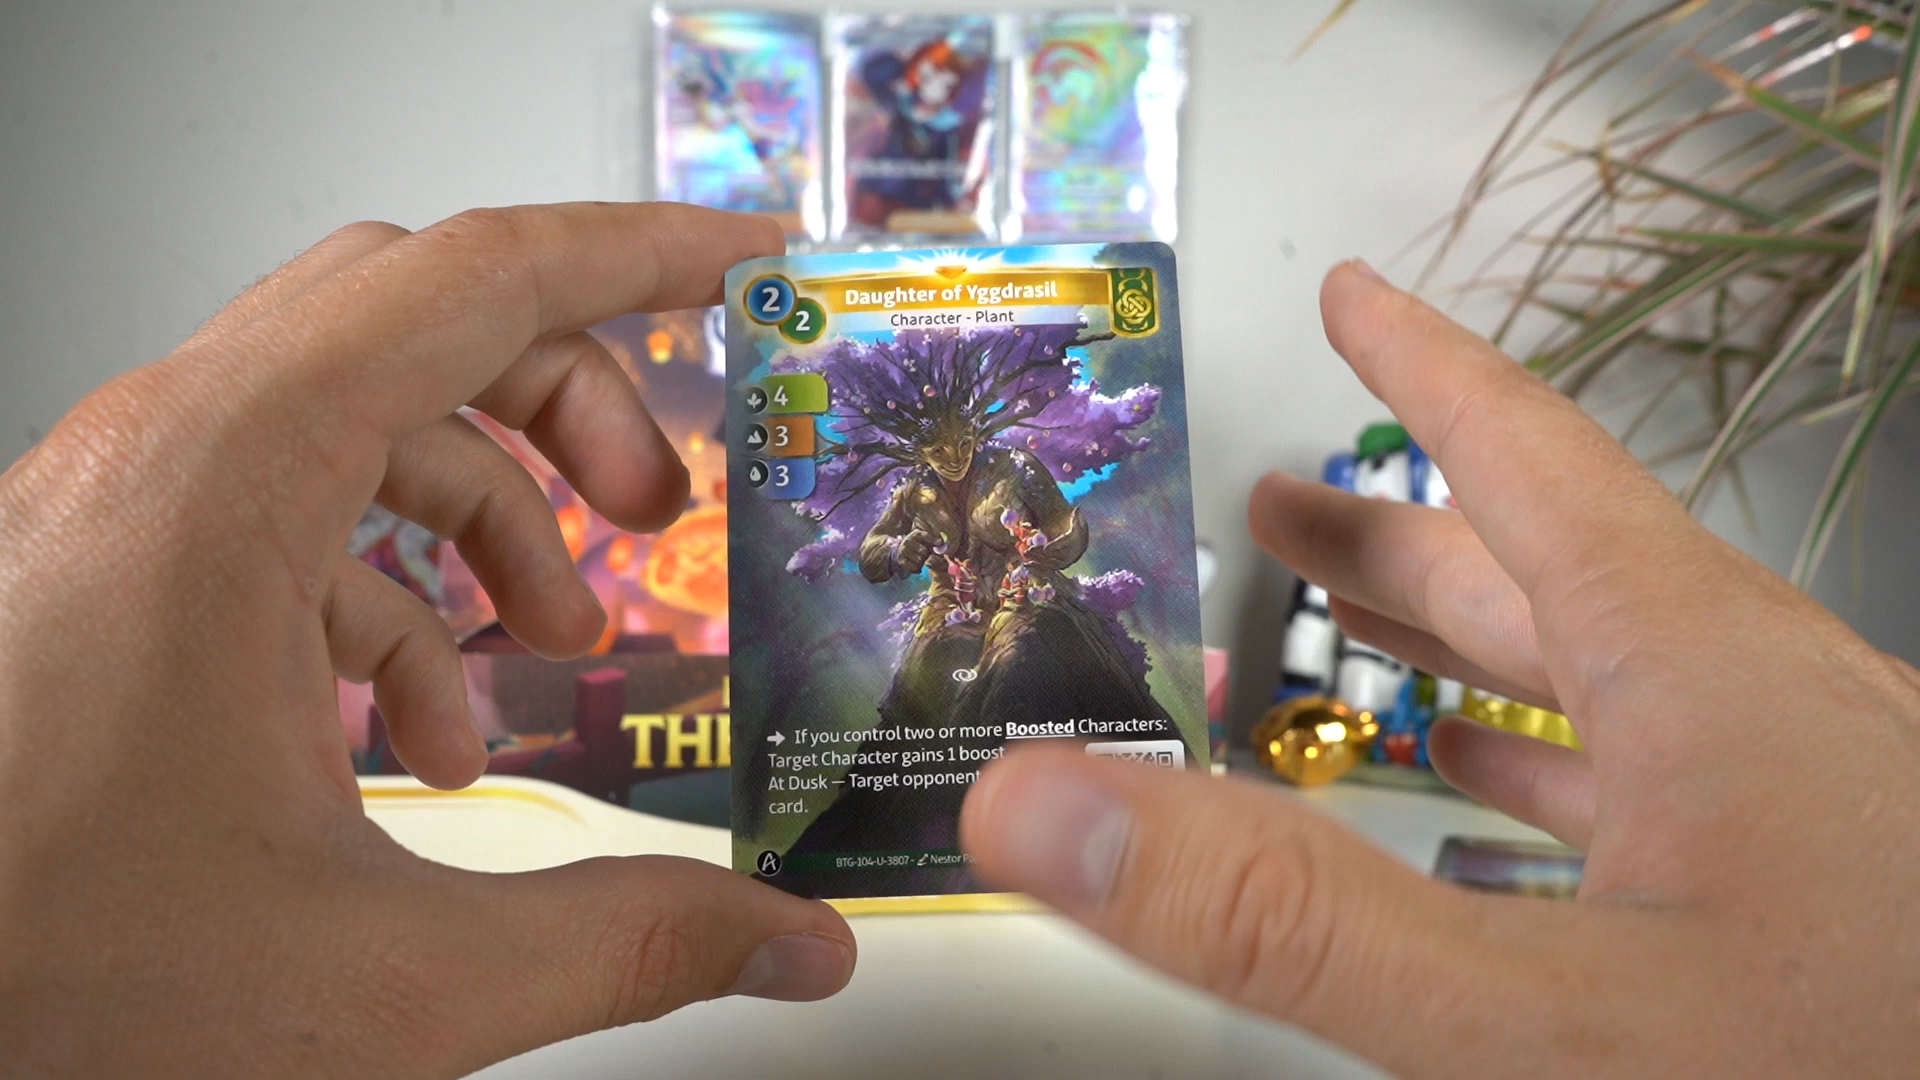 2
2
Daughter of Yggdrasil
Character - Plant
4
3
3
➔ If you control two or more Boosted Characters:
Target Character gains 1 boost
At Dusk — Target opponent
card.
BTG-104-U-3807 - Nestor
THE